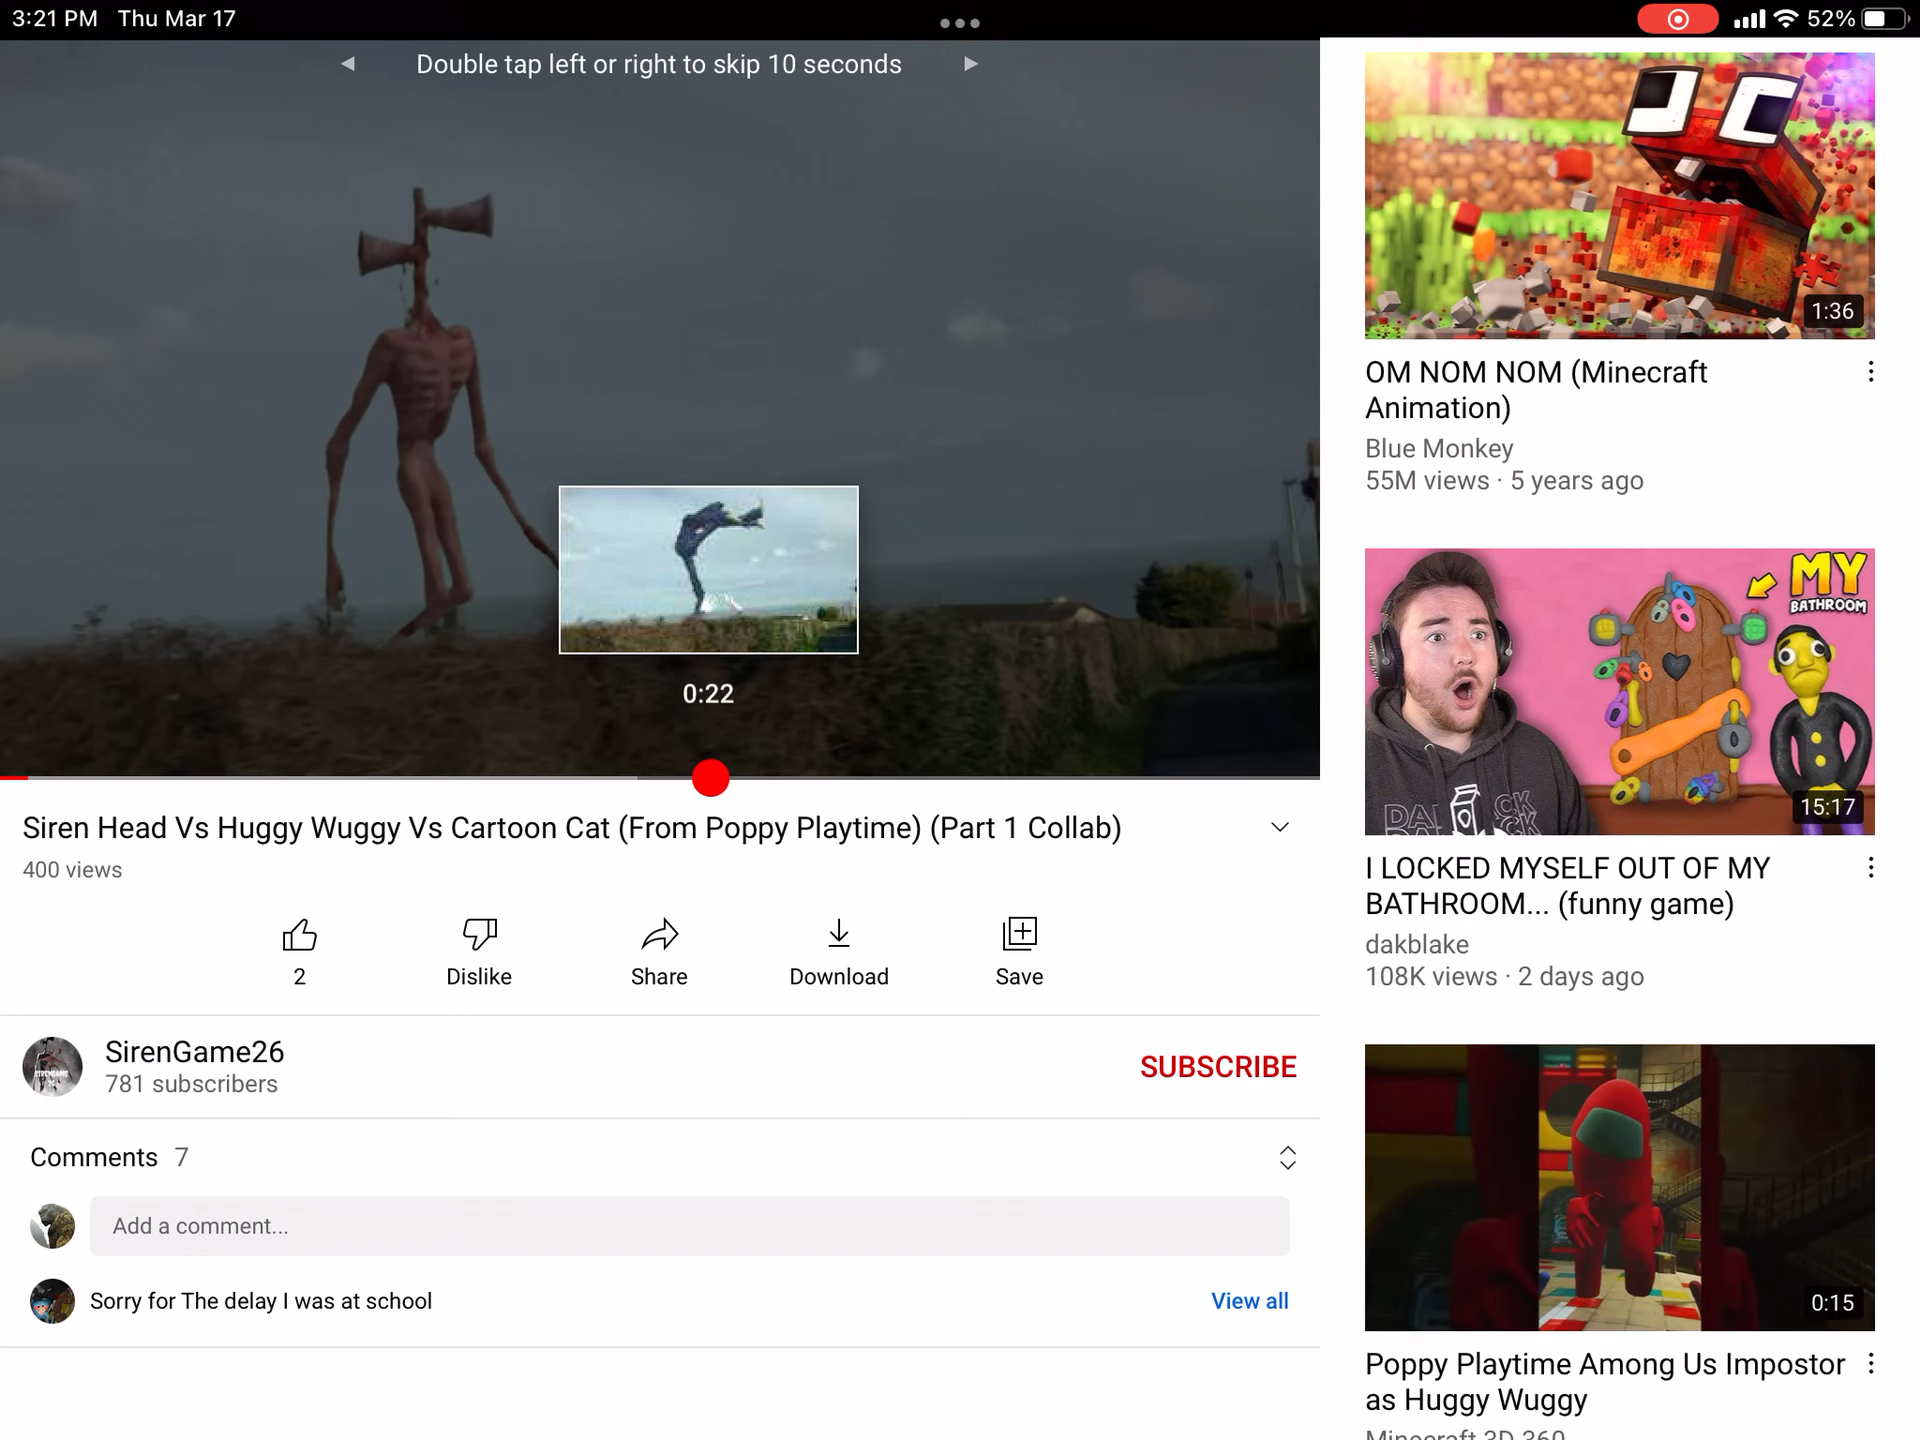 3:21 PM Thu Mar 17
52%
Double tap left or right to skip 10 seconds
0:22
Siren Head Vs Huggy Wuggy Vs Cartoon Cat (From Poppy Playtime) (Part 1 Collab)
400 views
2
Dislike
Share
Download
Save
SirenGame26
781 subscribers
SUBSCRIBE
Comments 7
Add a comment...
Sorry for The delay I was at school
View all
1:36
OM NOM NOM (Minecraft
Animation)
Blue Monkey
55M views · 5 years ago
MY
BATHROOM
15:17
I LOCKED MYSELF OUT OF MY
BATHROOM... (funny game)
dakblake
108K views · 2 days ago
0:15
Poppy Playtime Among Us Impostor
as Huggy Wuggy
Minecraft 3D 360